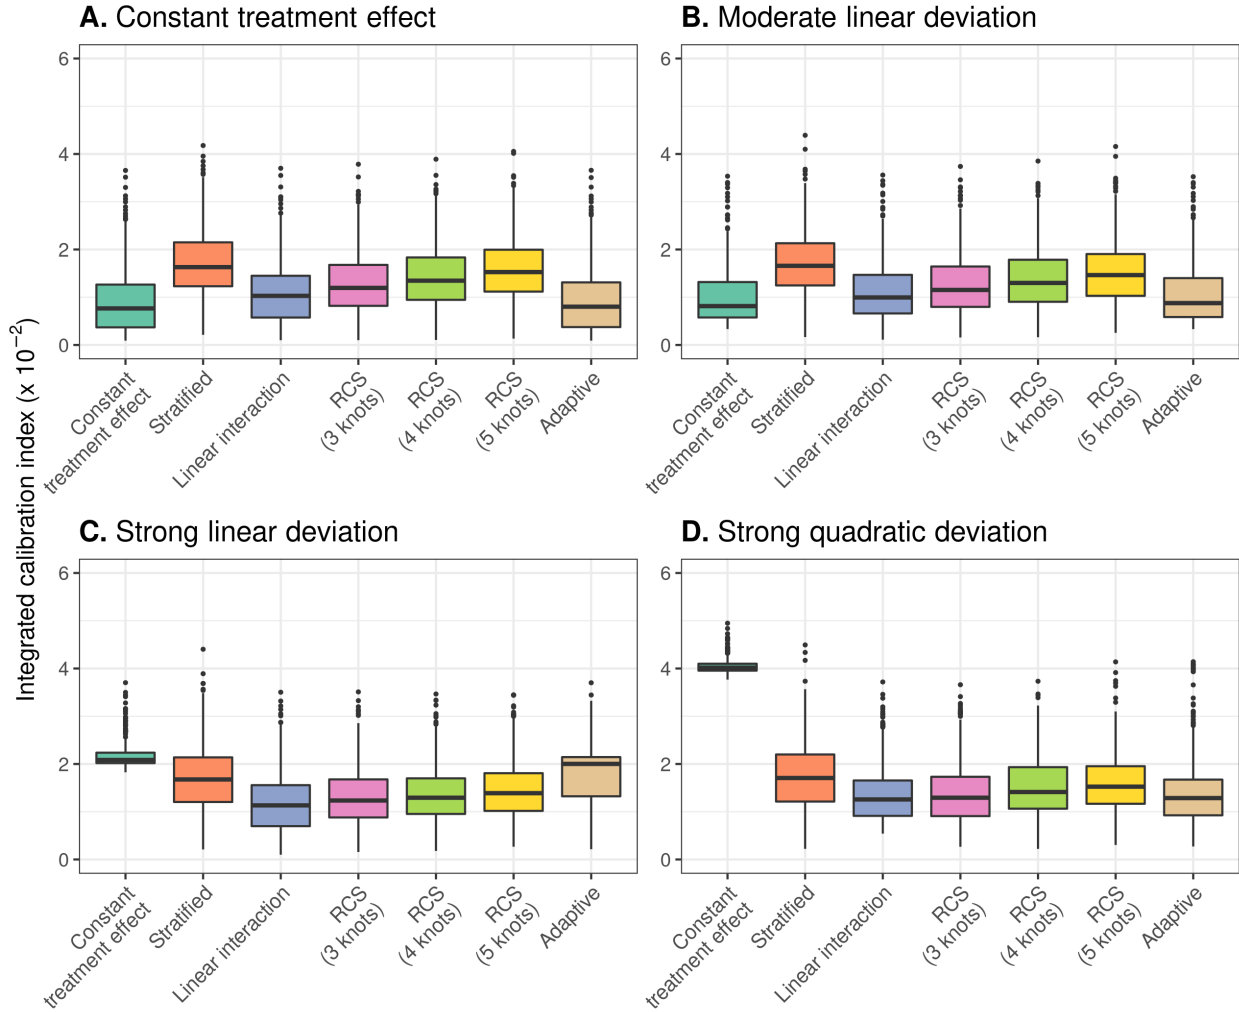 A. Constant treatment effect
B. Moderate linear deviation
Integrated calibration index (x 10⁻²)
6
4
2
0
Constant
treatment effect
Stratified
Linear interaction
RCS
(3 knots)
RCS
(4 knots)
RCS
(5 knots)
Adaptive
6
4
2
0
Constant
treatment effect
Stratified
Linear interaction
RCS
(3 knots)
RCS
(4 knots)
RCS
(5 knots)
Adaptive
C. Strong linear deviation
D. Strong quadratic deviation
6
4
2
0
Constant
treatment effect
Stratified
Linear interaction
RCS
(3 knots)
RCS
(4 knots)
RCS
(5 knots)
Adaptive
6
4
2
0
Constant
treatment effect
Stratified
Linear interaction
RCS
(3 knots)
RCS
(4 knots)
RCS
(5 knots)
Adaptive